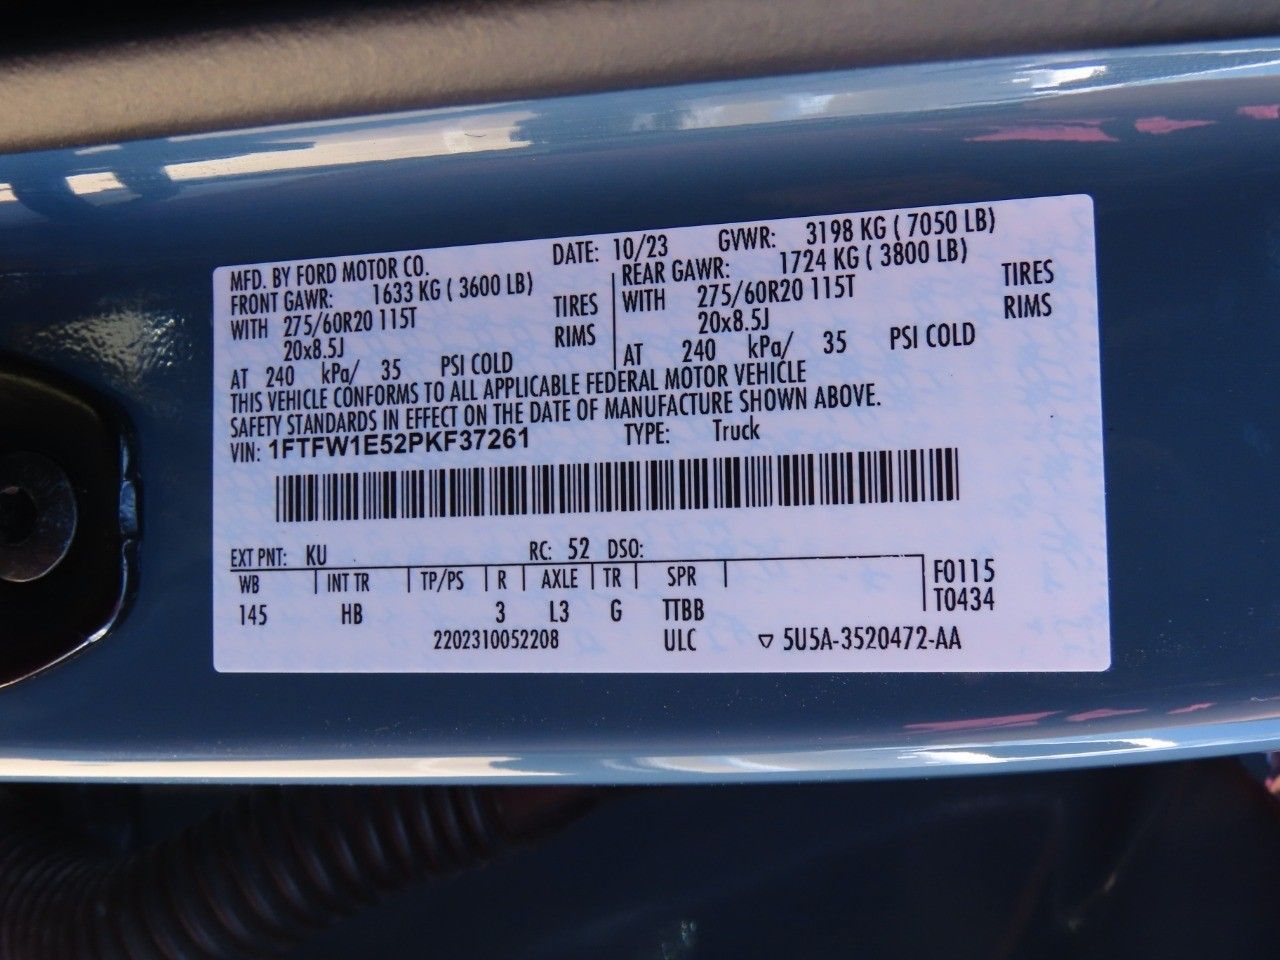 MFD. BY FORD MOTOR CO. DATE: 10/23 GVWR: 3198 KG ( 7050 LB)
FRONT GAWR: 1633 KG ( 3600 LB)
WITH 275/60R20 115T TIRES
20x8.5J RIMS
AT 240 kPa/ 35 PSI COLD
REAR GAWR: 1724 KG ( 3800 LB)
WITH 275/60R20 115T TIRES
20x8.5J RIMS
AT 240 kPa/ 35 PSI COLD
THIS VEHICLE CONFORMS TO ALL APPLICABLE FEDERAL MOTOR VEHICLE
SAFETY STANDARDS IN EFFECT ON THE DATE OF MANUFACTURE SHOWN ABOVE.
VIN: 1FTFW1E52PKF37261 TYPE: Truck
EXT PNT: KU RC: 52 DSO:
WB INT TR TP/PS R AXLE TR SPR F0115
145 HB 3 L3 G TTBB T0434
2202310052208 ULC ▽ 5U5A-3520472-AA